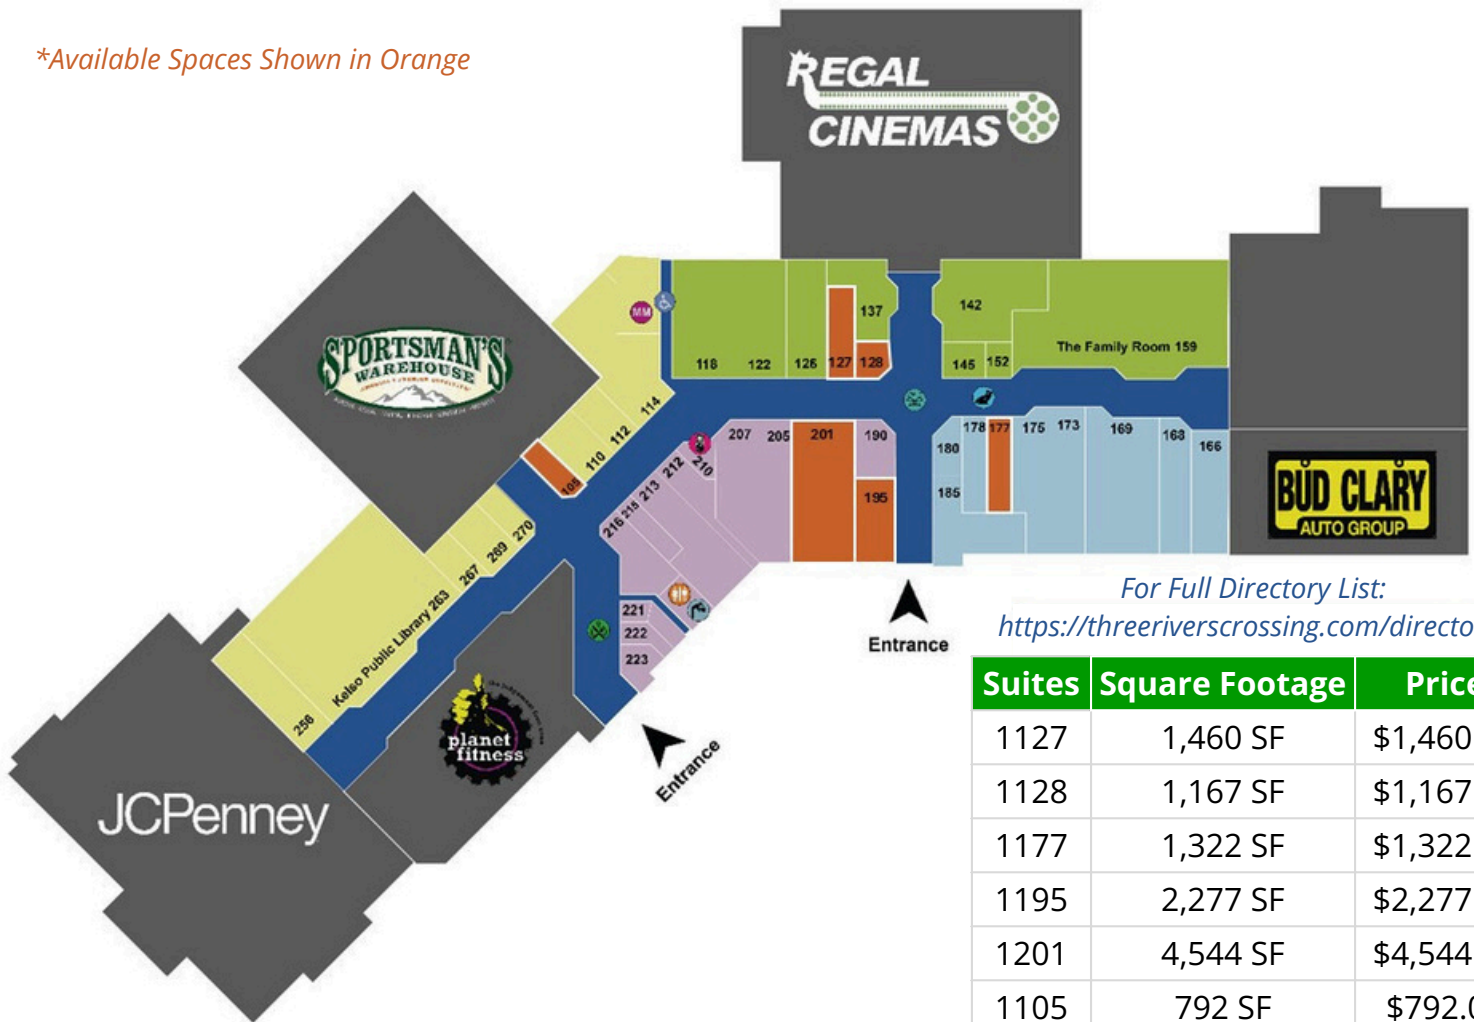 *Available Spaces Shown in Orange
REGAL
CINEMAS
SPORTSMAN'S
WAREHOUSE
MM
137
142
118
122
126
127
128
145
152
The Family Room 159
114
112
110
105
207
205
201
190
195
212
210
213
215
216
178
177
175
173
169
168
166
180
185
BUD CLARY
AUTO GROUP
270
269
267
Kelso Public Library 263
256
221
222
223
planet
fitness
JCPenney
Entrance
Entrance
For Full Directory List:
https://threeriverscrossing.com/directo
Suites Square Footage Price
1127 1,460 SF $1,460
1128 1,167 SF $1,167
1177 1,322 SF $1,322
1195 2,277 SF $2,277
1201 4,544 SF $4,544
1105 792 SF $792.0